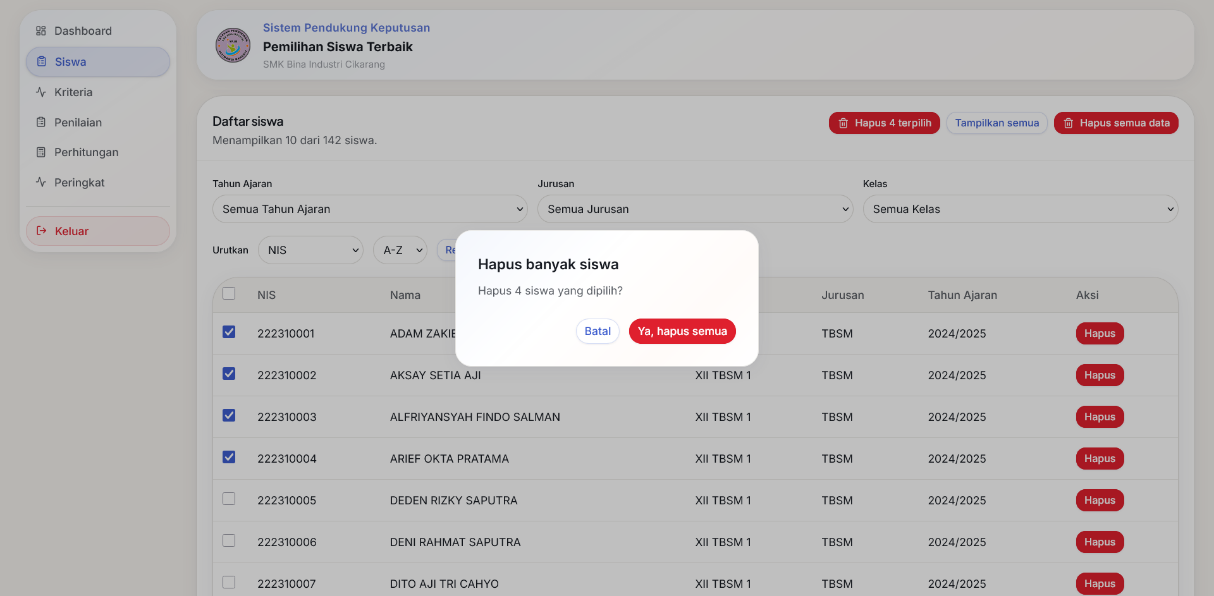 Dashboard
Siswa
Kriteria
Penilaian
Perhitungan
Peringkat
Keluar
Sistem Pendukung Keputusan
Pemilihan Siswa Terbaik
SMK Bina Industri Cikarang
Daftar siswa
Menampilkan 10 dari 142 siswa.
Hapus 4 terpilih
Tampilkan semua
Hapus semua data
Tahun Ajaran
Jurusan
Kelas
Semua Tahun Ajaran
Semua Jurusan
Semua Kelas
Urutkan
NIS
A-Z
Hapus banyak siswa
Hapus 4 siswa yang dipilih?
Batal
Ya, hapus semua
NIS Nama Jurusan Tahun Ajaran Aksi
222310001 ADAM TBSM 2024/2025 Hapus
222310002 AKSAY SETIA AJI XII TBSM 1 TBSM 2024/2025 Hapus
222310003 ALFRIYANSYAH FINDO SALMAN XII TBSM 1 TBSM 2024/2025 Hapus
222310004 ARIEF OKTA PRATAMA XII TBSM 1 TBSM 2024/2025 Hapus
222310005 DEDEN RIZKY SAPUTRA XII TBSM 1 TBSM 2024/2025 Hapus
222310006 DENI RAHMAT SAPUTRA XII TBSM 1 TBSM 2024/2025 Hapus
222310007 DITO AJI TRI CAHYO XII TBSM 1 TBSM 2024/2025 Hapus